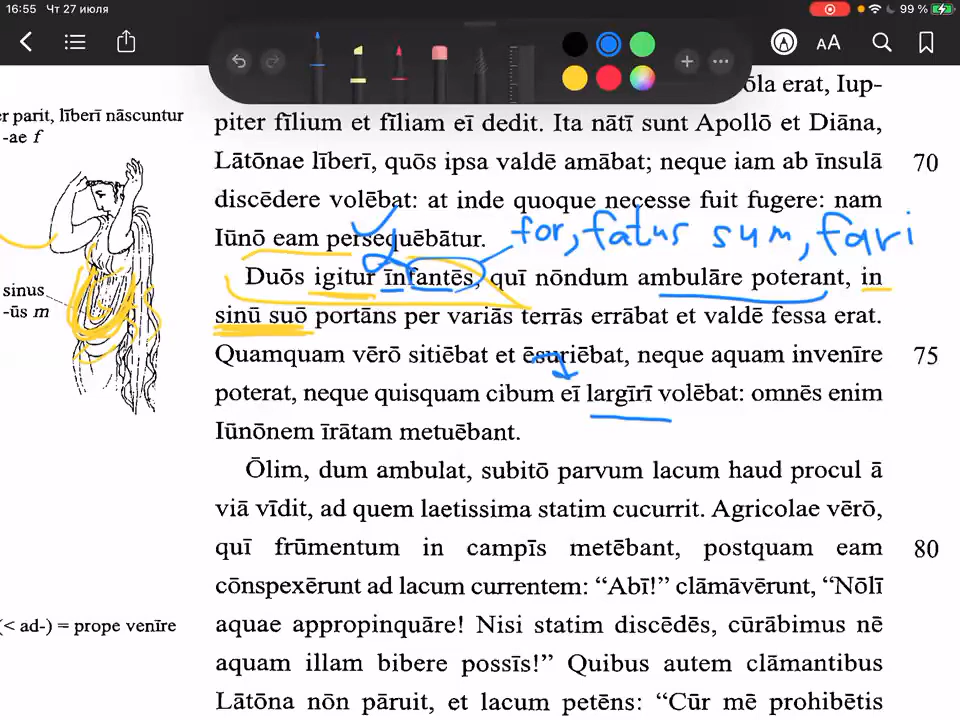 16:55 Чт 27 июля 99 %
AA
ōla erat, Iup-
er parit, līberī nāscuntur
-ae f
piter fīlium et fīliam eī dedit. Ita nātī sunt Apollō et Diāna,
Lātōnae līberī, quōs ipsa valdē amābat; neque iam ab īnsulā 70
discēdere volēbat: at inde quoque necesse fuit fugere: nam
Iūnō eam persequēbātur.
for, fatus sum, fari
Duōs igitur īnfantēs, quī nōndum ambulāre poterant, in
sinus
-ūs m
sinū suō portāns per variās terrās errābat et valdē fessa erat.
Quamquam vērō sitiēbat et ēsuriēbat, neque aquam invenīre 75
poterat, neque quisquam cibum eī largīrī volēbat: omnēs enim
Iūnōnem īrātam metuēbant.
Ōlim, dum ambulat, subitō parvum lacum haud procul ā
viā vīdit, ad quem laetissima statim cucurrit. Agricolae vērō,
quī frūmentum in campīs metēbant, postquam eam 80
cōnspexērunt ad lacum currentem: “Abī!” clāmāvērunt, “Nōlī
aquae appropinquāre! Nisi statim discēdēs, cūrābimus nē
(< ad-) = prope venīre
aquam illam bibere possīs!” Quibus autem clāmantibus
Lātōna nōn pāruit, et lacum petēns: “Cūr mē prohibētis